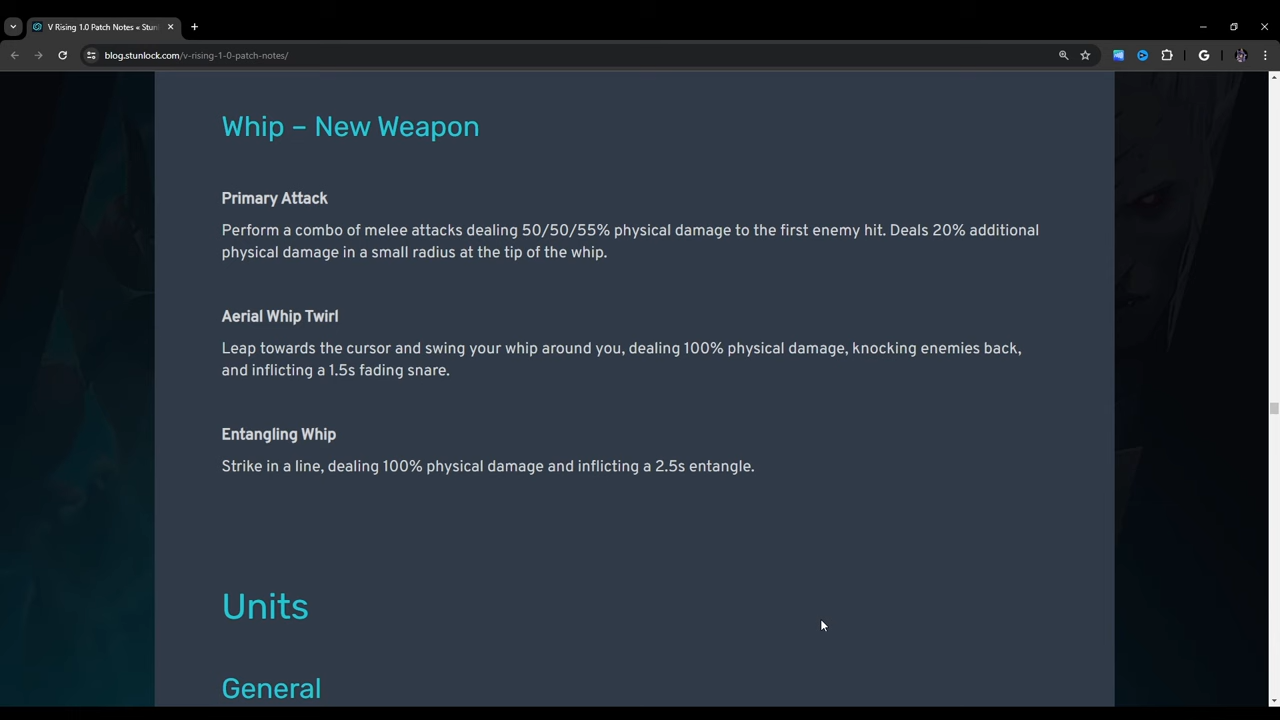 V Rising 1.0 Patch Notes « Stun
blog.stunlock.com/v-rising-1-0-patch-notes/
Whip – New Weapon
Primary Attack
Perform a combo of melee attacks dealing 50/50/55% physical damage to the first enemy hit. Deals 20% additional
physical damage in a small radius at the tip of the whip.
Aerial Whip Twirl
Leap towards the cursor and swing your whip around you, dealing 100% physical damage, knocking enemies back,
and inflicting a 1.5s fading snare.
Entangling Whip
Strike in a line, dealing 100% physical damage and inflicting a 2.5s entangle.
Units
General